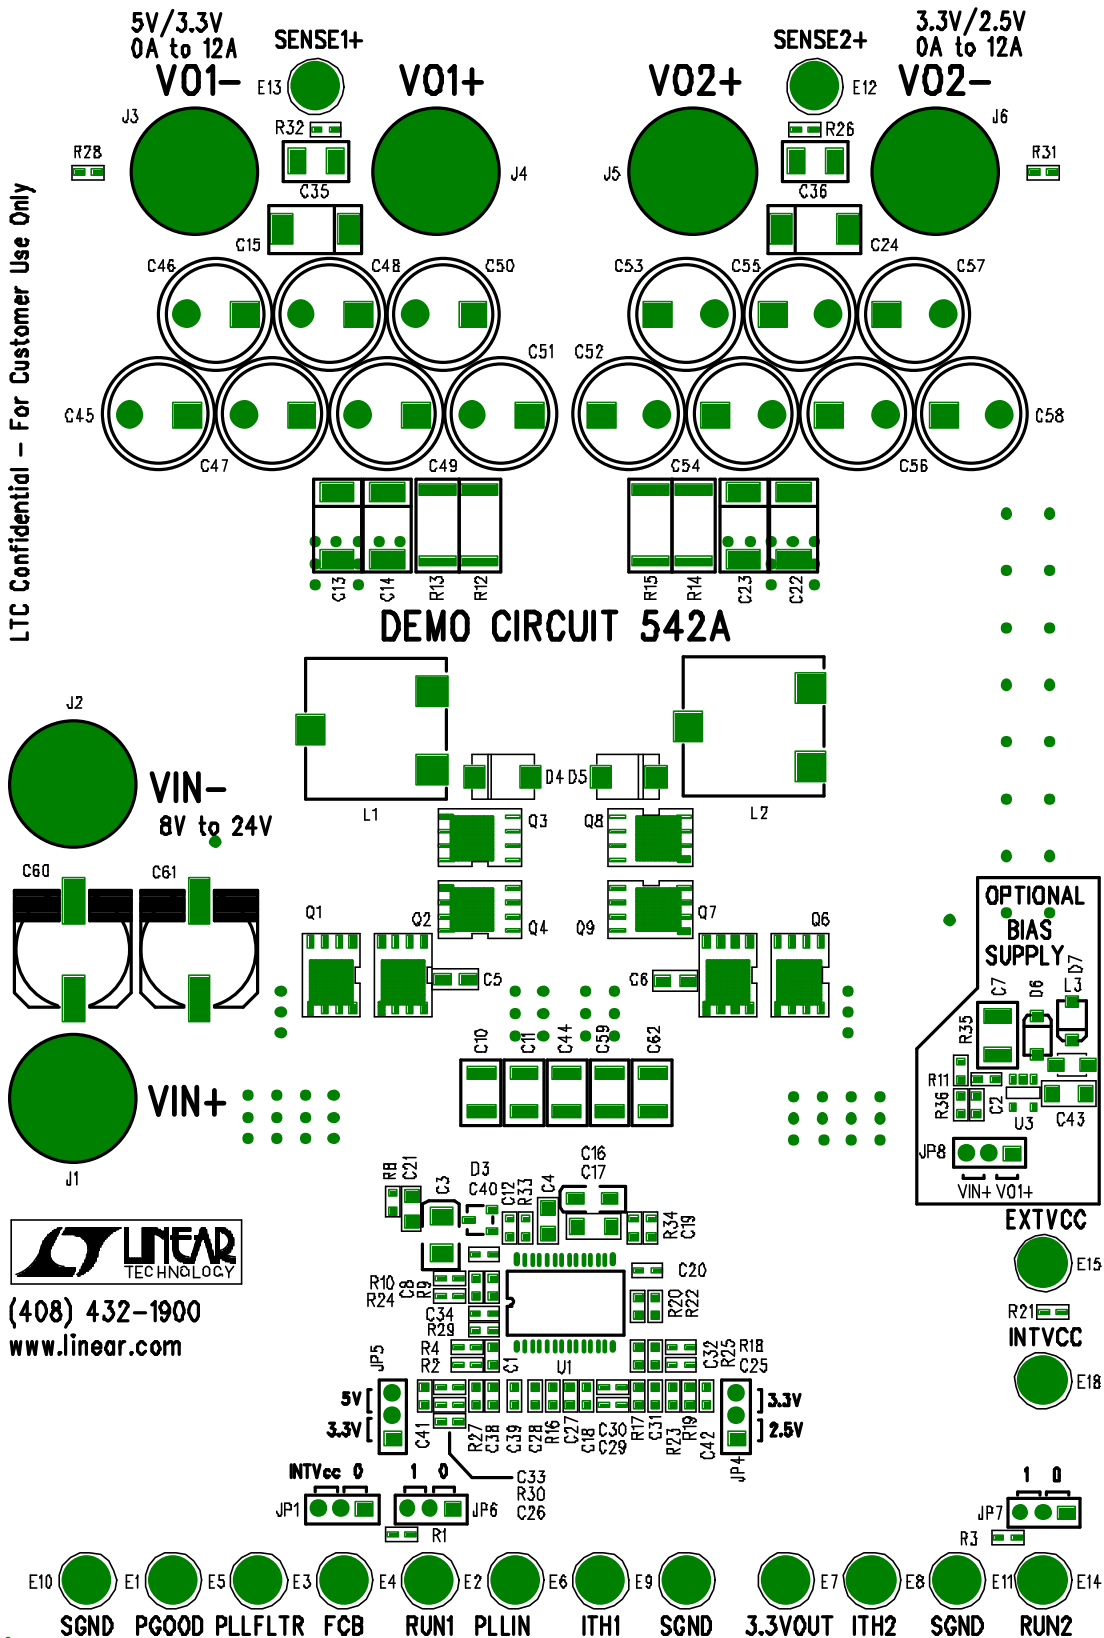 5V/3.3V
0A to 12A
SENSE1+
SENSE2+
3.3V/2.5V
0A to 12A
VO1-
E13
VO1+
VO2+
E12
VO2-
J3
R32
R26
J6
R28
J4
J5
R31
C35
C36
C15
C24
LTC Confidential - For Customer Use Only
C46
C48
C50
C53
C55
C57
C51
C52
C45
C58
C47
C49
C54
C56
C13
C14
R13
R12
R15
R14
C23
C22
DEMO CIRCUIT 542A
J2
VIN-
8V to 24V
D4
D5
L1
L2
Q3
Q8
C60
C61
Q1
Q2
Q4
Q9
Q7
Q6
OPTIONAL
BIAS
SUPPLY
C5
C6
C7
D6
L3
D7
R35
C10
C11
C44
C59
C62
VIN+
R11
R36
C2
U3
C43
JP8
VIN+
VO1+
J1
R8
C21
C3
D3
C40
C12
R33
C4
C16
C17
R34
C19
EXTVCC
E15
LINEAR
TECHNOLOGY
(408) 432-1900
www.linear.com
R10
R24
C8
R9
C20
C34
R29
R20
R22
R21
INTVCC
E18
R4
R2
C1
U1
C32
R25
R18
C25
JP5
5V
3.3V
C41
R27
C38
C39
C28
R16
C27
C18
C30
C29
R17
C31
R23
R19
C42
JP4
3.3V
2.5V
C33
R30
C26
INTVcc 0
JP1
1 0
JP6
R1
1 0
JP7
R3
E10
E1
E5
E3
E4
E2
E6
E9
E7
E8
E11
E14
SGND
PGOOD
PLLFLTR
FCB
RUN1
PLLIN
ITH1
SGND
3.3VOUT
ITH2
SGND
RUN2